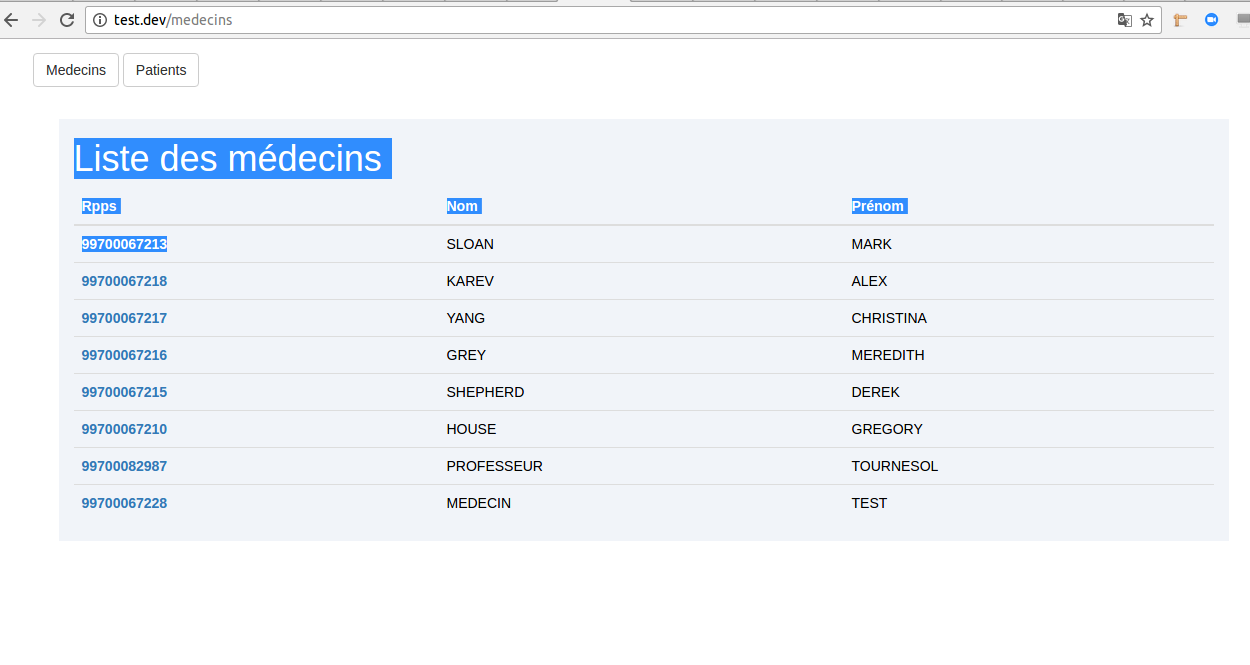 test.dev/medecins
Medecins Patients
Liste des médecins
Rpps Nom Prénom
99700067213 SLOAN MARK
99700067218 KAREV ALEX
99700067217 YANG CHRISTINA
99700067216 GREY MEREDITH
99700067215 SHEPHERD DEREK
99700067210 HOUSE GREGORY
99700082987 PROFESSEUR TOURNESOL
99700067228 MEDECIN TEST